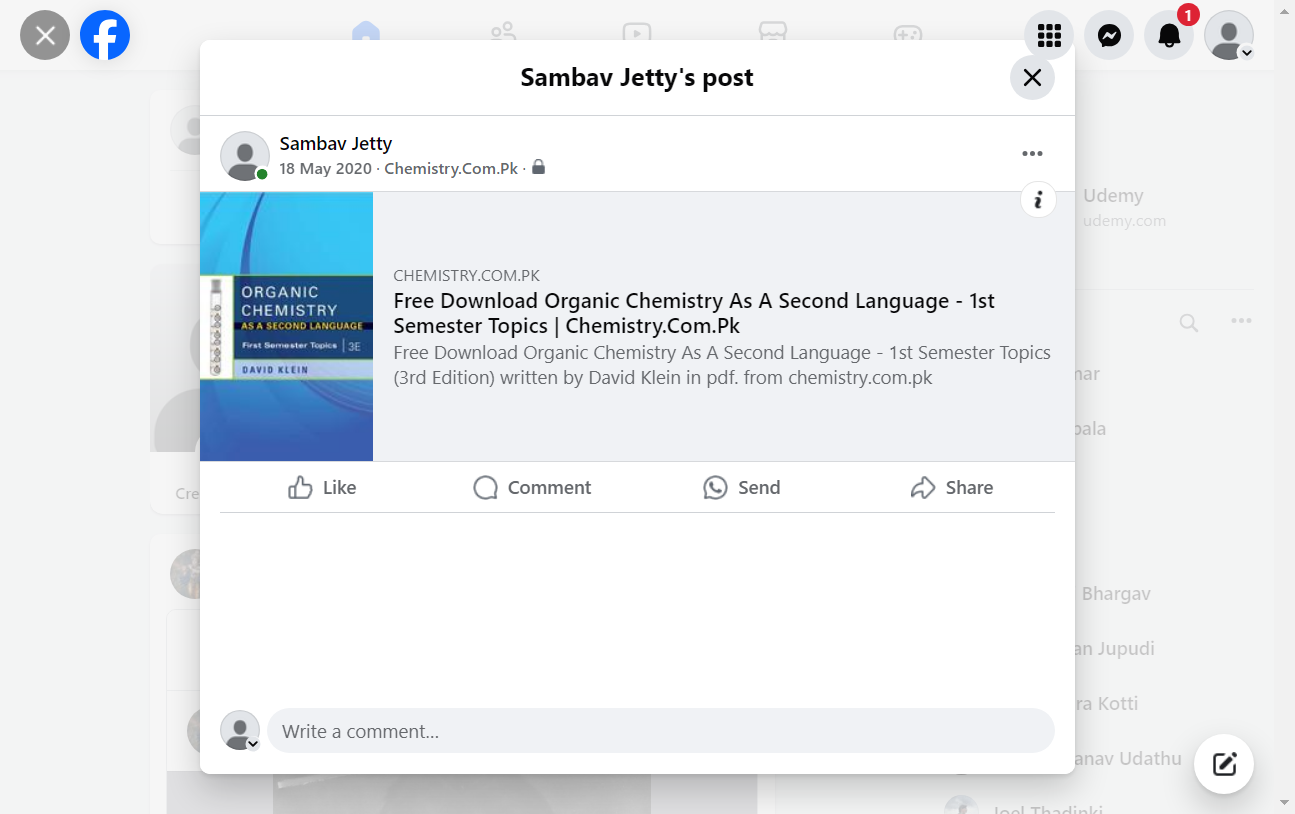 1
Sambav Jetty's post
Sambav Jetty
18 May 2020 · Chemistry.Com.Pk ·
ORGANIC
CHEMISTRY
AS A SECOND LANGUAGE
First Semester Topics | 3E
DAVID KLEIN
CHEMISTRY.COM.PK
Free Download Organic Chemistry As A Second Language - 1st
Semester Topics | Chemistry.Com.Pk
Free Download Organic Chemistry As A Second Language - 1st Semester Topics
(3rd Edition) written by David Klein in pdf. from chemistry.com.pk
Like
Comment
Send
Share
Write a comment...
Udemy
udemy.com
mar
pala
Cre
Bhargav
an Jupudi
ra Kotti
anav Udathu
Joel Thadinki